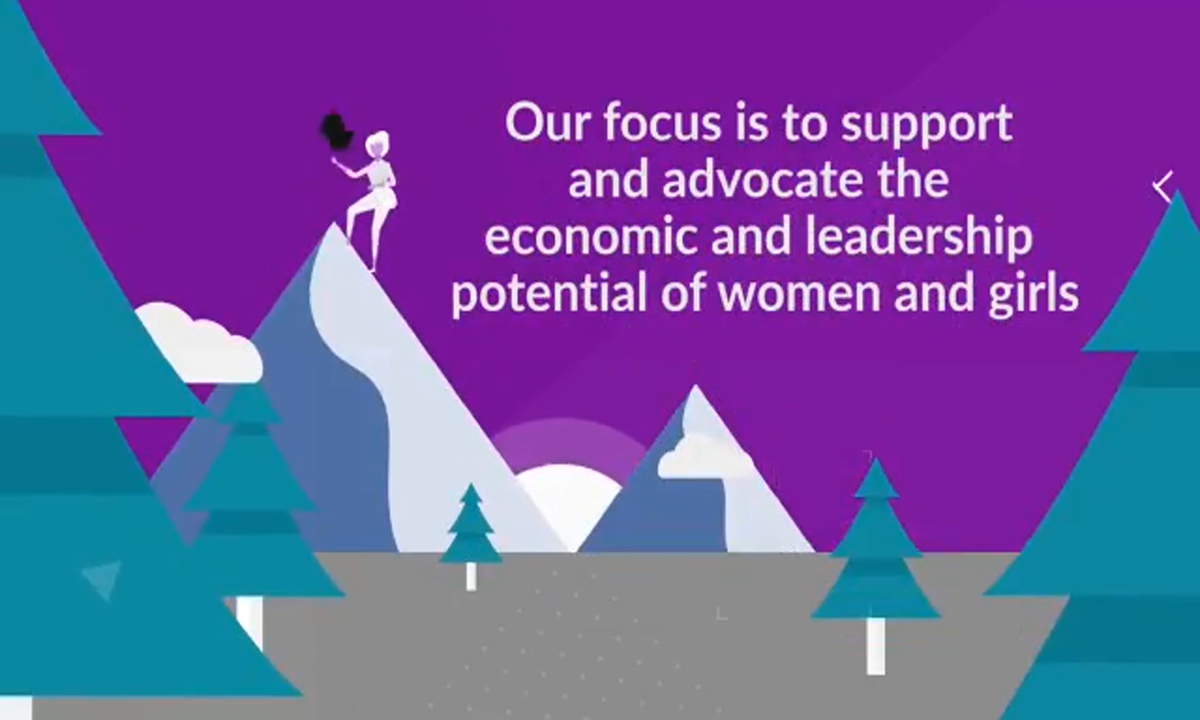 Our focus is to support
and advocate the
economic and leadership
potential of women and girls